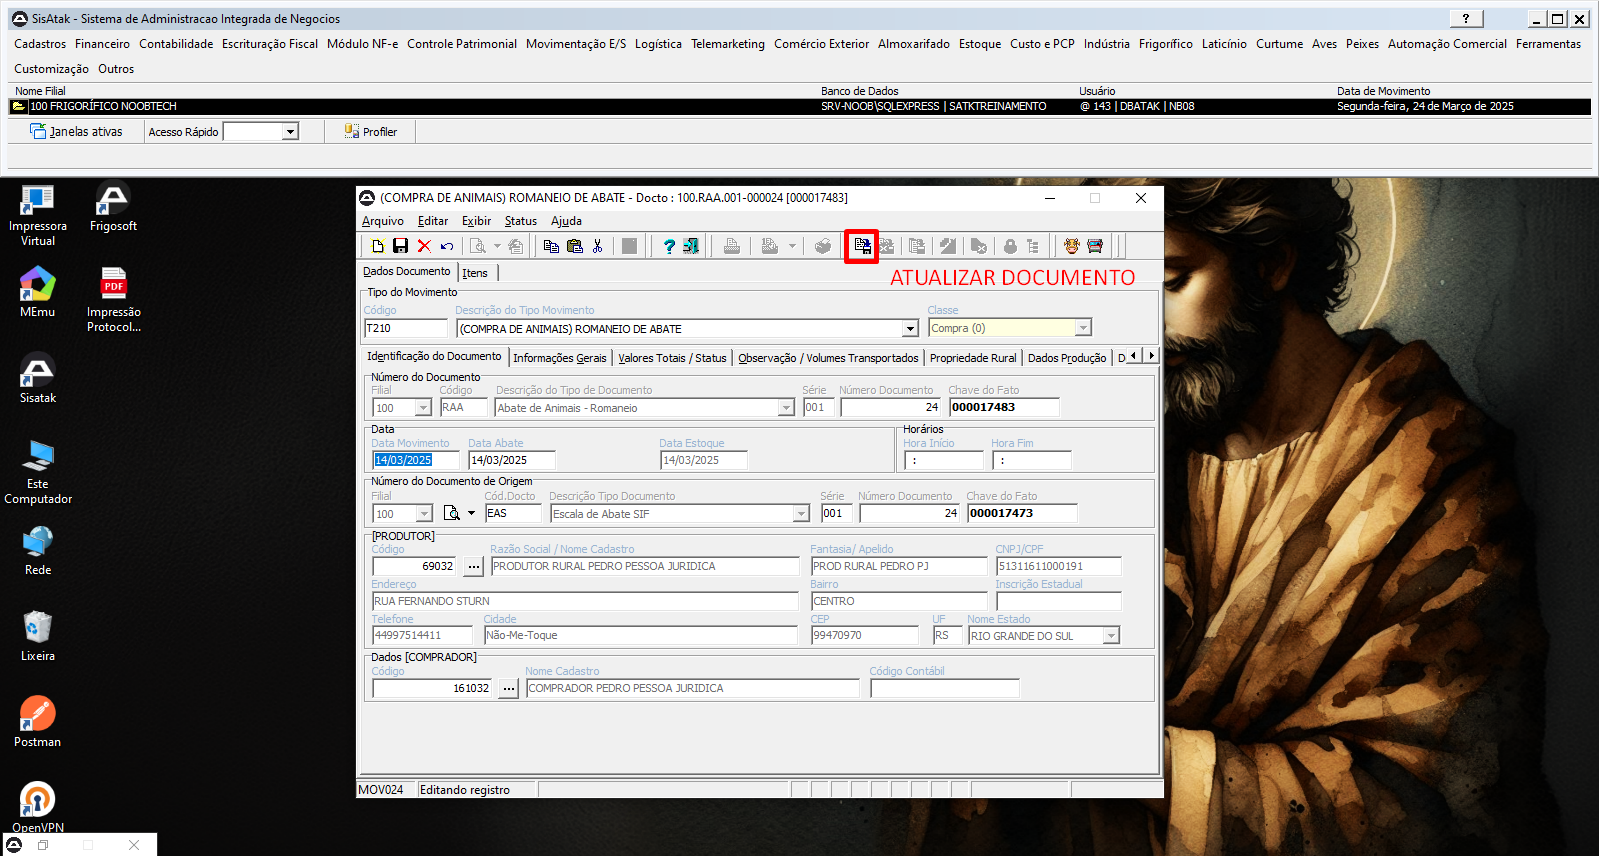 SisAtak - Sistema de Administracao Integrada de Negocios
?
Cadastros Financeiro Contabilidade Escrituração Fiscal Módulo NF-e Controle Patrimonial Movimentação E/S Logística Telemarketing Comércio Exterior Almoxarifado Estoque Custo e PCP Indústria Frigorífico Laticínio Curtume Aves Peixes Automação Comercial Ferramentas
Customização Outros
Nome Filial Banco de Dados Usuário Data de Movimento
100 FRIGORÍFICO NOOBTECH SRV-NOOB\SQLEXPRESS | SATKTREINAMENTO @ 143 | DBATAK | NB08 Segunda-feira, 24 de Março de 2025
Janelas ativas Acesso Rápido Profiler
Impressora Virtual
Frigosoft
MEmu
PDF
Impressão Protocol...
Sisatak
Este Computador
Rede
Lixeira
Postman
OpenVPN
(COMPRA DE ANIMAIS) ROMANEIO DE ABATE - Docto : 100.RAA.001-000024 [000017483]
Arquivo Editar Exibir Status Ajuda
ATUALIZAR DOCUMENTO
Dados Documento Itens
Tipo do Movimento
Código Descrição do Tipo Movimento Classe
T210 (COMPRA DE ANIMAIS) ROMANEIO DE ABATE Compra (0)
Identificação do Documento Informações Gerais Valores Totais / Status Observação / Volumes Transportados Propriedade Rural Dados Produção D
Número do Documento
Filial Código Descrição do Tipo de Documento Série Número Documento Chave do Fato
100 RAA Abate de Animais - Romaneio 001 24 000017483
Data Horários
Data Movimento Data Abate Data Estoque Hora Início Hora Fim
14/03/2025 14/03/2025 14/03/2025 : :
Número do Documento de Origem
Filial Cód.Docto Descrição Tipo Documento Série Número Documento Chave do Fato
100 EAS Escala de Abate SIF 001 24 000017473
[PRODUTOR]
Código Razão Social / Nome Cadastro Fantasia/ Apelido CNPJ/CPF
69032 ... PRODUTOR RURAL PEDRO PESSOA JURIDICA PROD RURAL PEDRO PJ 51311611000191
Endereço Bairro Inscrição Estadual
RUA FERNANDO STURN CENTRO
Telefone Cidade CEP UF Nome Estado
44997514411 Não-Me-Toque 99470970 RS RIO GRANDE DO SUL
Dados [COMPRADOR]
Código Nome Cadastro Código Contábil
161032 ... COMPRADOR PEDRO PESSOA JURIDICA
MOV024 Editando registro